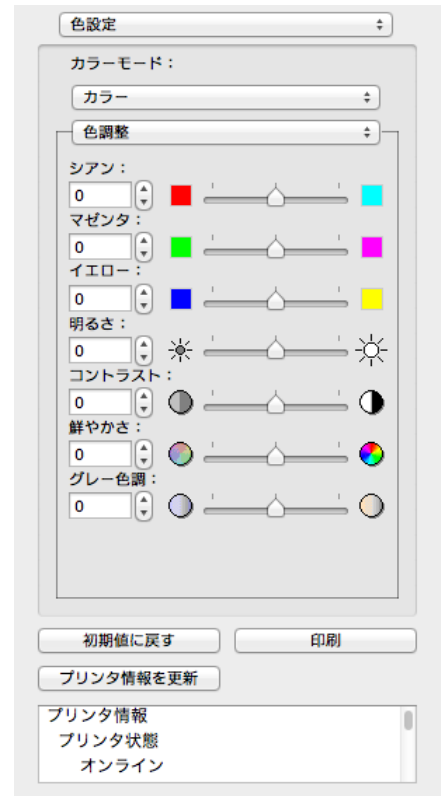 色設定
カラーモード：
カラー
色調整
シアン：
0
マゼンタ：
0
イエロー：
0
明るさ：
0
コントラスト：
0
鮮やかさ：
0
グレー色調：
0
初期値に戻す 印刷
プリンタ情報を更新
プリンタ情報
プリンタ状態
オンライン